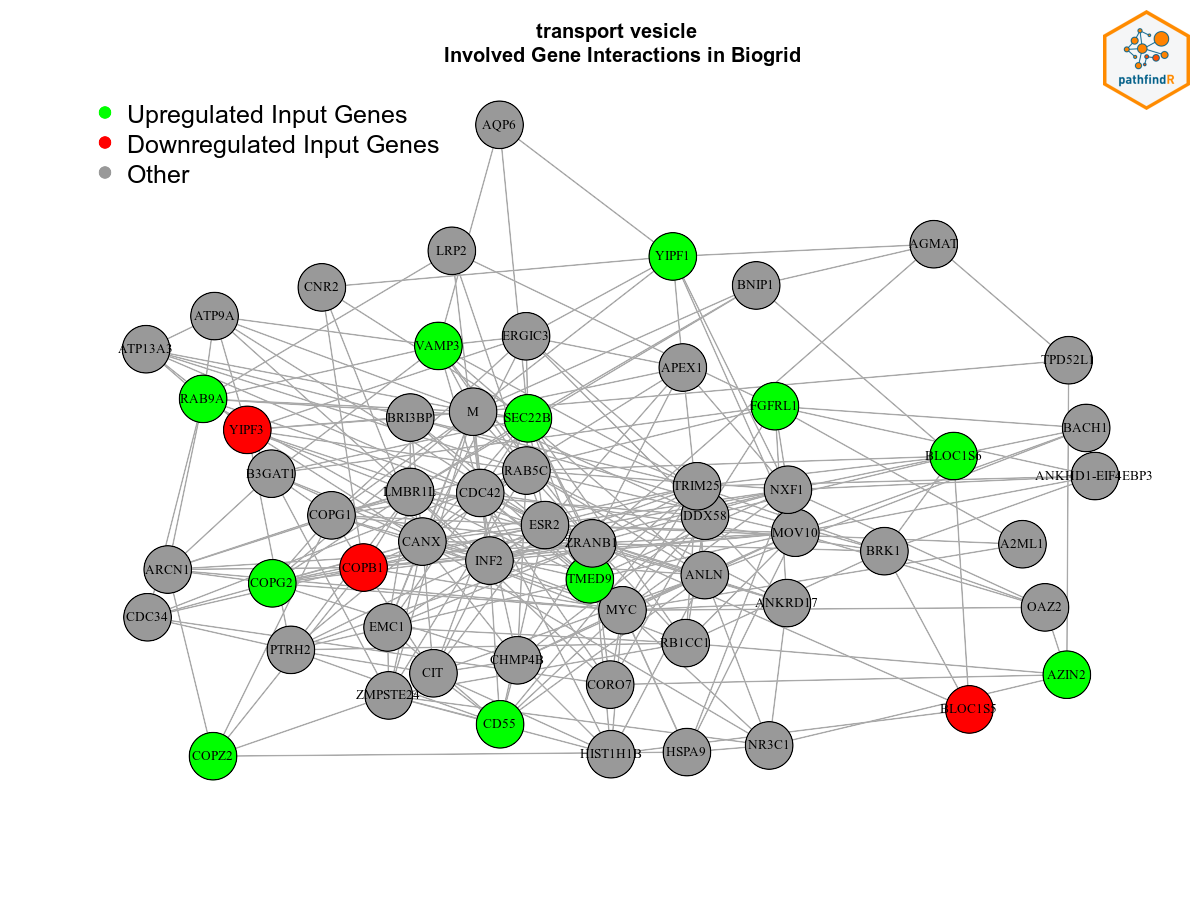 transport vesicle
Involved Gene Interactions in Biogrid
pathfindR
Upregulated Input Genes
Downregulated Input Genes
Other
AQP6
LRP2
YIPF1
AGMAT
CNR2
BNIP1
ATP9A
ATP13A3
VAMP3
ERGIC3
APEX1
TPD52L1
RAB9A
YIPF3
BRI3BP
M
SEC22B
FGFRL1
BACH1
B3GAT1
RAB5C
BLOC1S6
ANKHD1-EIF4EBP3
LMBR1L
CDC42
TRIM25
NXF1
COPG1
ESR2
DDX58
CANX
ZRANB1
MOV10
A2ML1
BRK1
ARCN1
COPG2
COPB1
INF2
TMED9
ANLN
CDC34
EMC1
MYC
ANKRD17
OAZ2
PTRH2
CIT
CHMP4B
RB1CC1
AZIN2
ZMPSTE24
CORO7
BLOC1S5
CD55
COPZ2
HIST1H1B
HSPA9
NR3C1